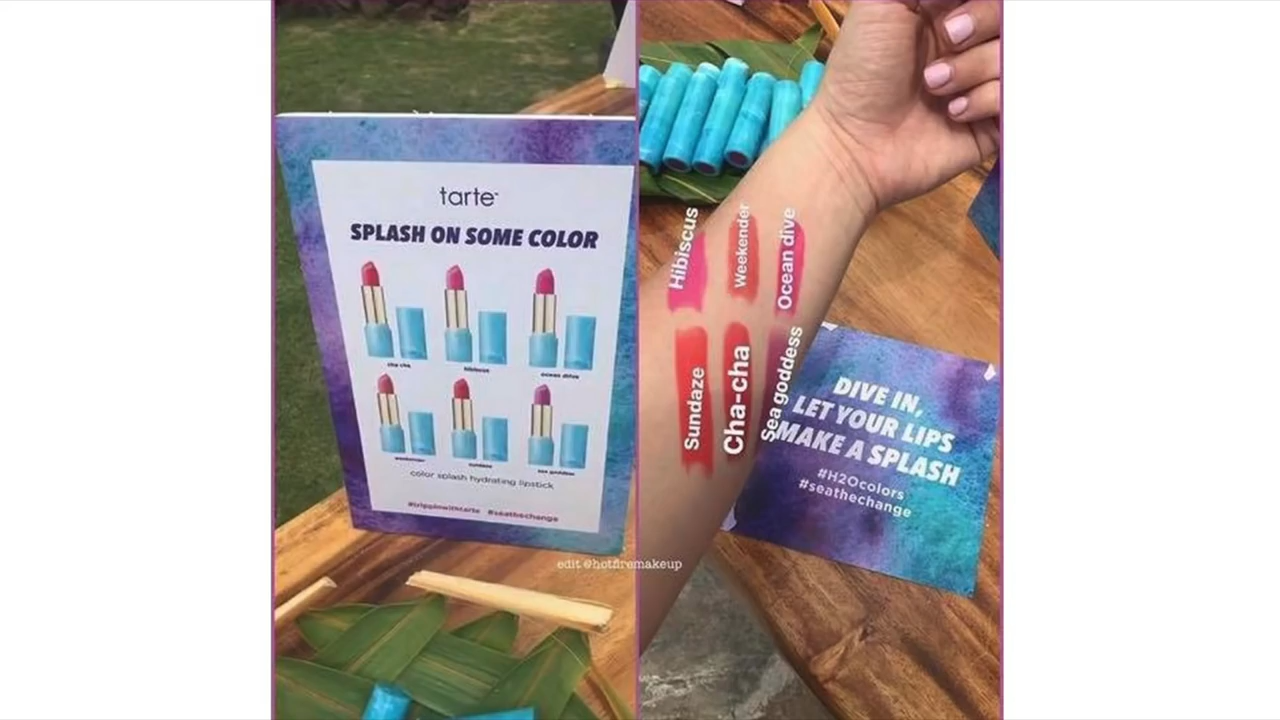 tarte™
SPLASH ON SOME COLOR
cha cha
hibiscus
ocean drive
weekender
sundaze
sea goddess
color splash hydrating lipstick
#trippinwithtarte #seathechange
edit @hotfiremakeup
Hibiscus
Weekender
Ocean dive
Sundaze
Cha-cha
Sea goddess
DIVE IN,
LET YOUR LIPS
MAKE A SPLASH
#H2Ocolors
#seathechange